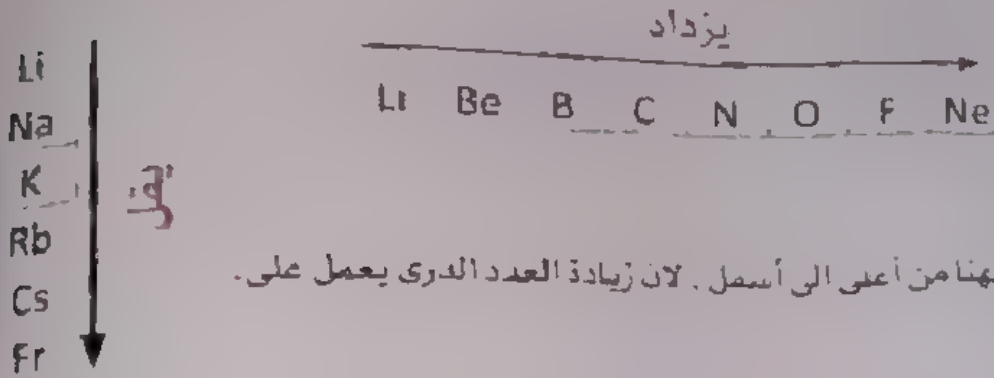 يزداد
Li Be B C N O F Ne
Li
Na
K
Rb
Cs
Fr
من أعلى الى أسفل . لان زيادة العدد الذرى يعمل على .